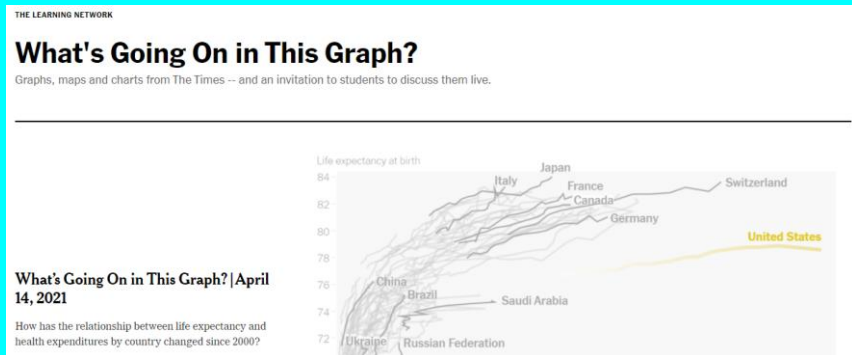 THE LEARNING NETWORK
What's Going On in This Graph?
Graphs, maps and charts from The Times -- and an invitation to students to discuss them live.
What's Going On in This Graph? | April
14, 2021
How has the relationship between life expectancy and
health expenditures by country changed since 2000?
Life expectancy at birth
84
82
80
78
76
74
72
Japan
Italy
France
Switzerland
Canada
Germany
United States
China
Brazil
Saudi Arabia
Ukraine
Russian Federation